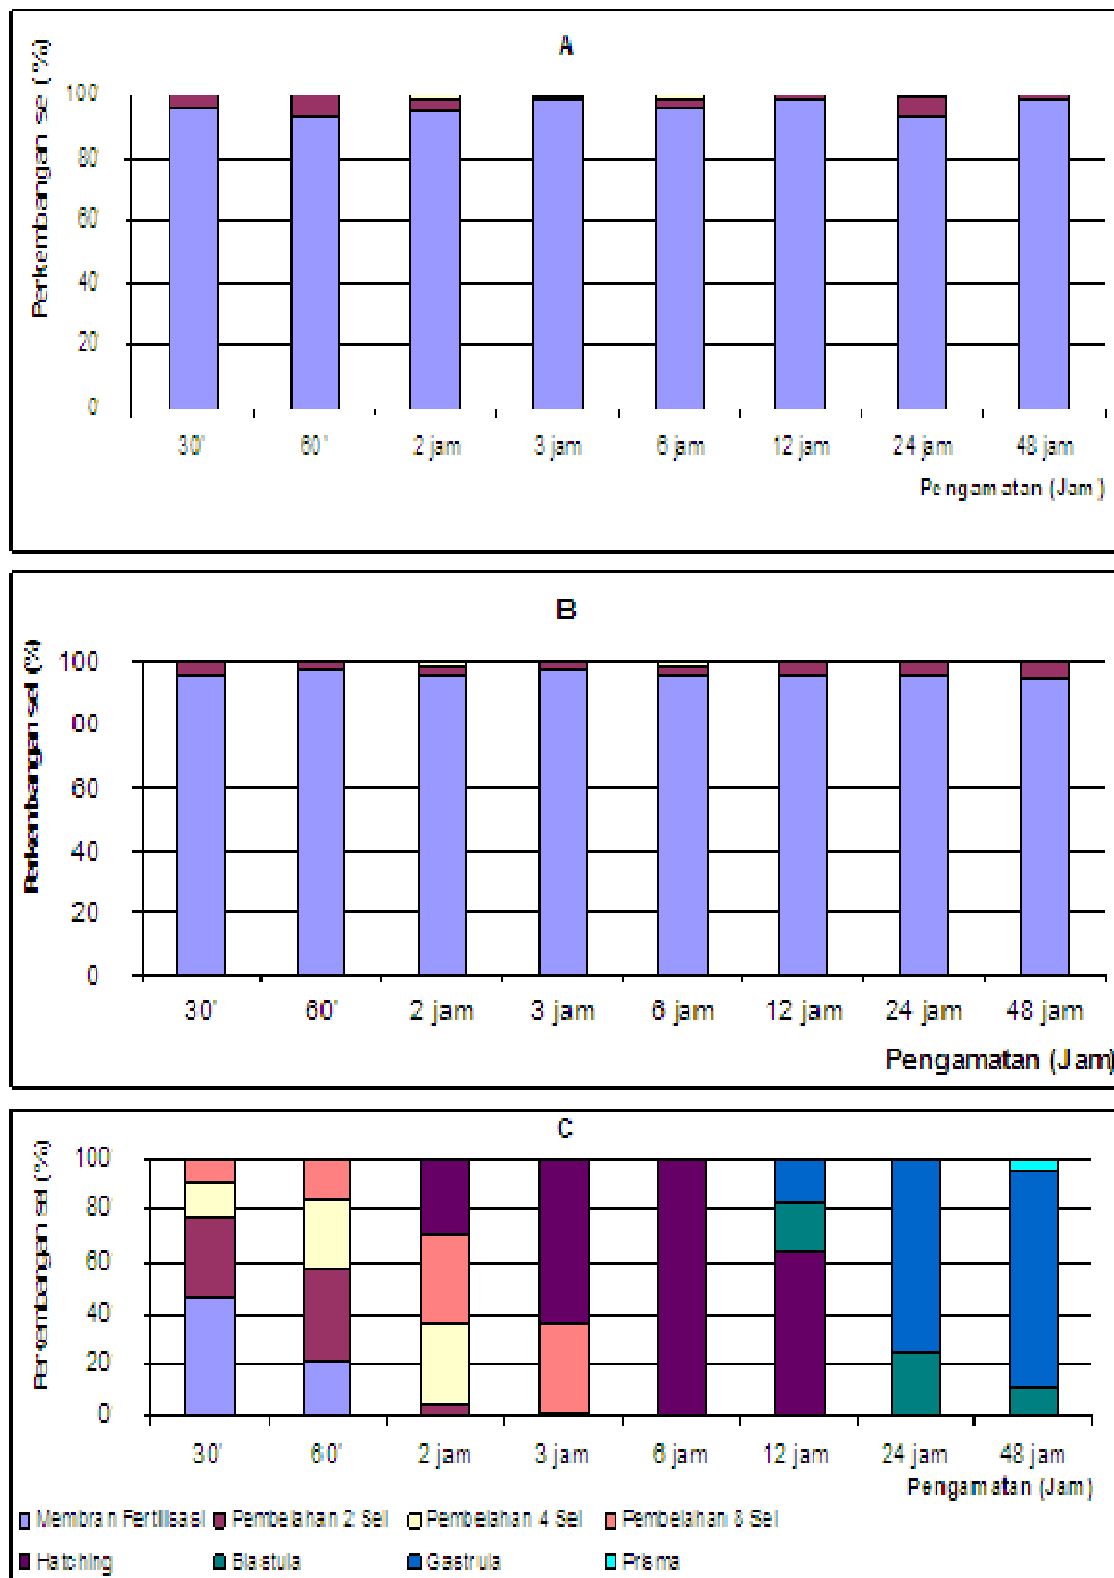 A
Perkembangan sel (%)
100
80
60
40
20
0
30' 60' 2 jam 3 jam 6 jam 12 jam 24 jam 48 jam
Pengamatan (Jam)
B
Perkembangan sel (%)
100
80
60
40
20
0
30' 60' 2 jam 3 jam 6 jam 12 jam 24 jam 48 jam
Pengamatan (Jam)
C
Perkembangan sel (%)
100
80
60
40
20
0
30' 60' 2 jam 3 jam 6 jam 12 jam 24 jam 48 jam
Pengamatan (Jam)
Membran Fertilisasi Pembelahan 2 Sel Pembelahan 4 Sel Pembelahan 8 Sel
Hatching Blastula Gastrula Prisma